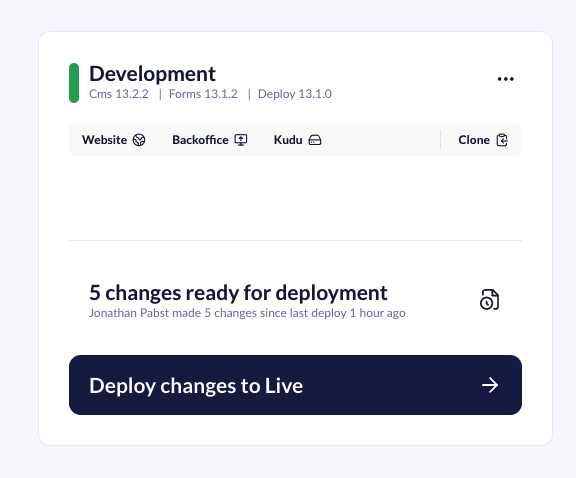 Development
Cms 13.2.2 | Forms 13.1.2 | Deploy 13.1.0
Website Backoffice Kudu Clone
5 changes ready for deployment
Jonathan Pabst made 5 changes since last deploy 1 hour ago
Deploy changes to Live